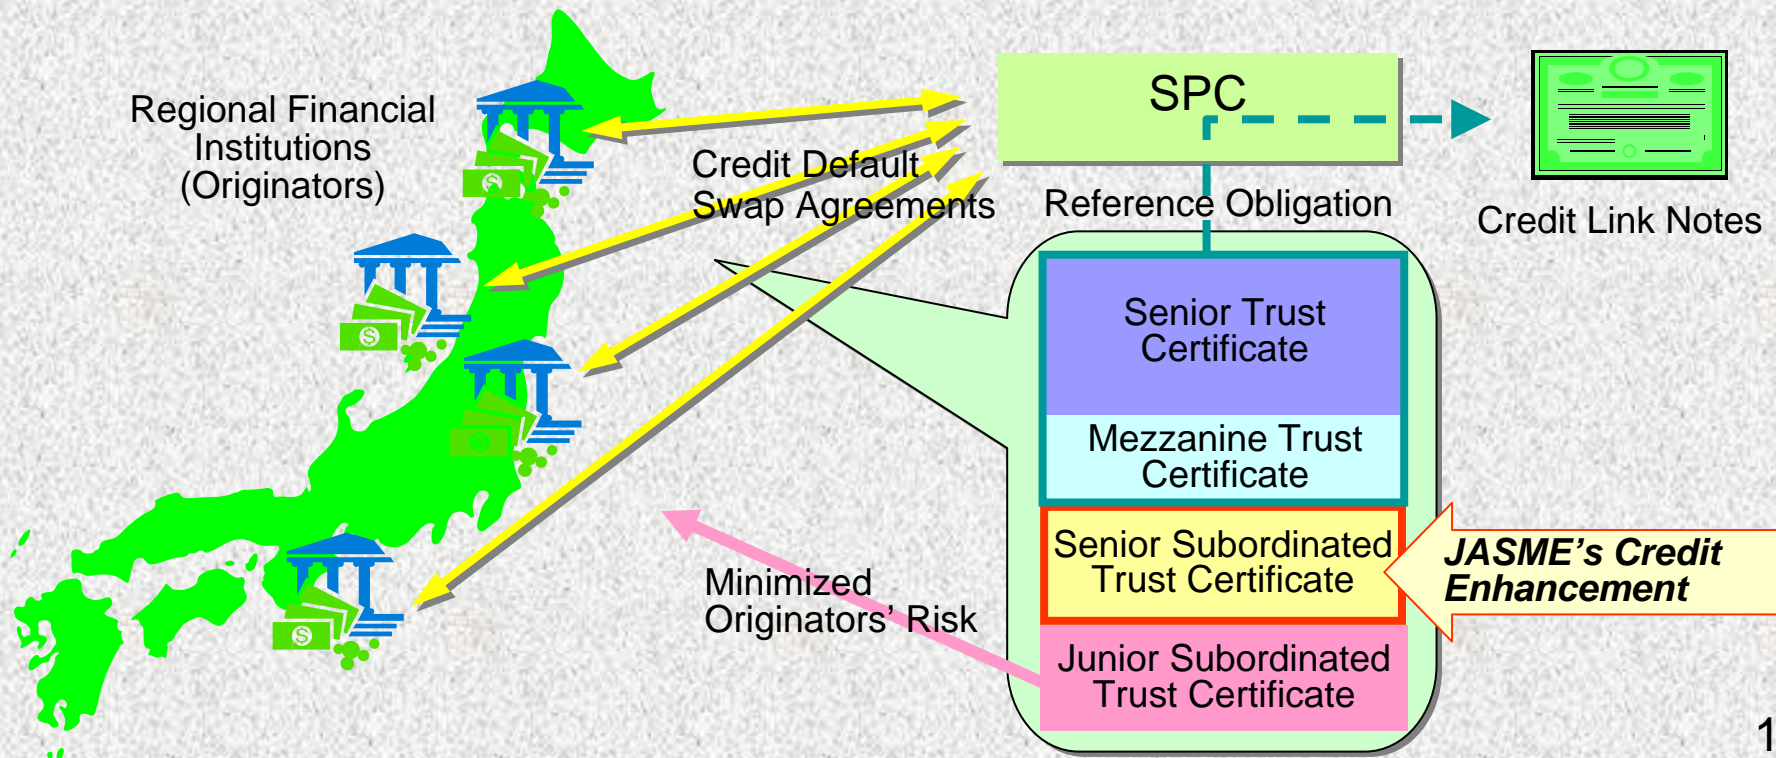 Regional Financial
Institutions
(Originators)
Credit Default
Swap Agreements
SPC
Reference Obligation
Credit Link Notes
Senior Trust
Certificate
Mezzanine Trust
Certificate
Senior Subordinated
Trust Certificate
JASME’s Credit
Enhancement
Minimized
Originators’ Risk
Junior Subordinated
Trust Certificate
$
$
$
$
1